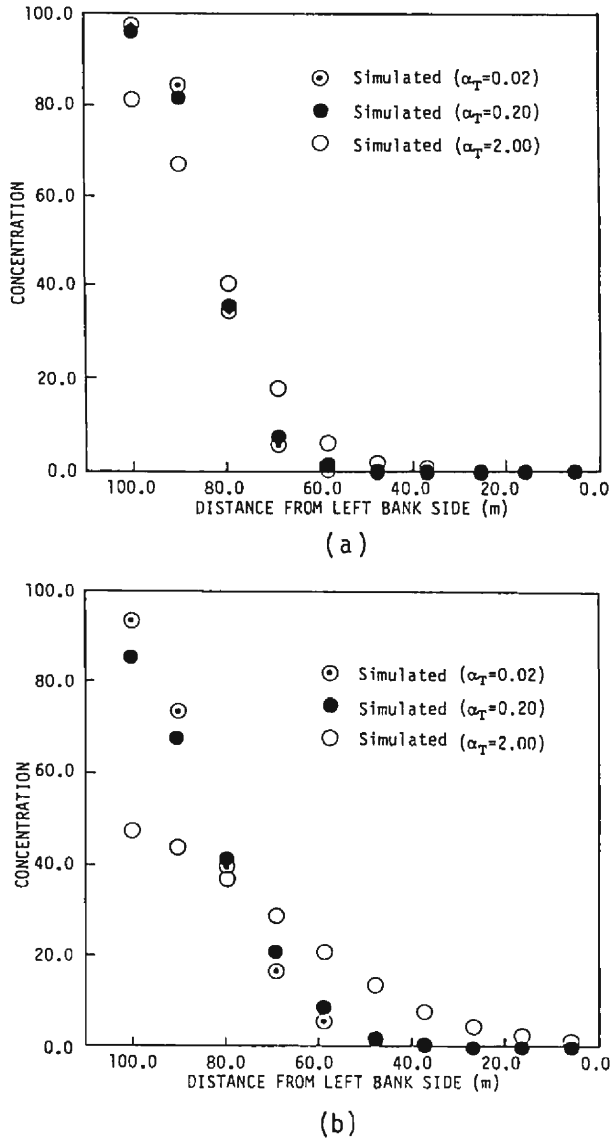 100.0
80.0
60.0
40.0
20.0
0.0
CONCENTRATION
Simulated (αT=0.02)
Simulated (αT=0.20)
Simulated (αT=2.00)
100.0 80.0 60.0 40.0 20.0 0.0
DISTANCE FROM LEFT BANK SIDE (m)
(a)
100.0
80.0
60.0
40.0
20.0
0.0
CONCENTRATION
Simulated (αT=0.02)
Simulated (αT=0.20)
Simulated (αT=2.00)
100.0 80.0 60.0 40.0 20.0 0.0
DISTANCE FROM LEFT BANK SIDE (m)
(b)